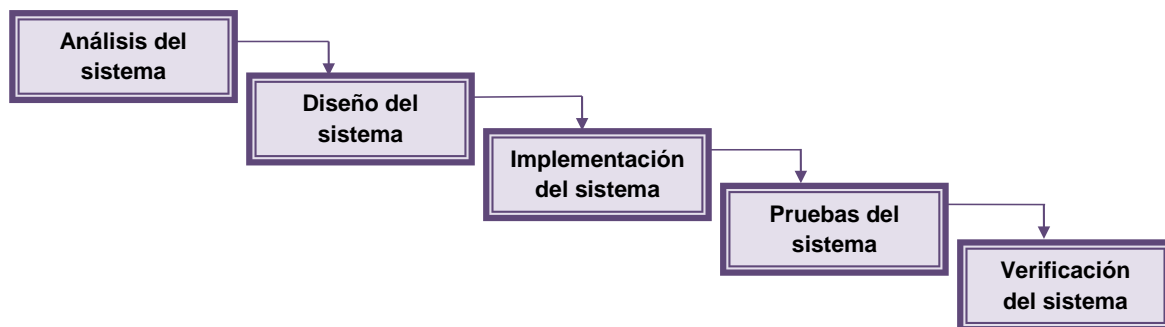 Análisis del
sistema
Diseño del
sistema
Implementación
del sistema
Pruebas del
sistema
Verificación
del sistema